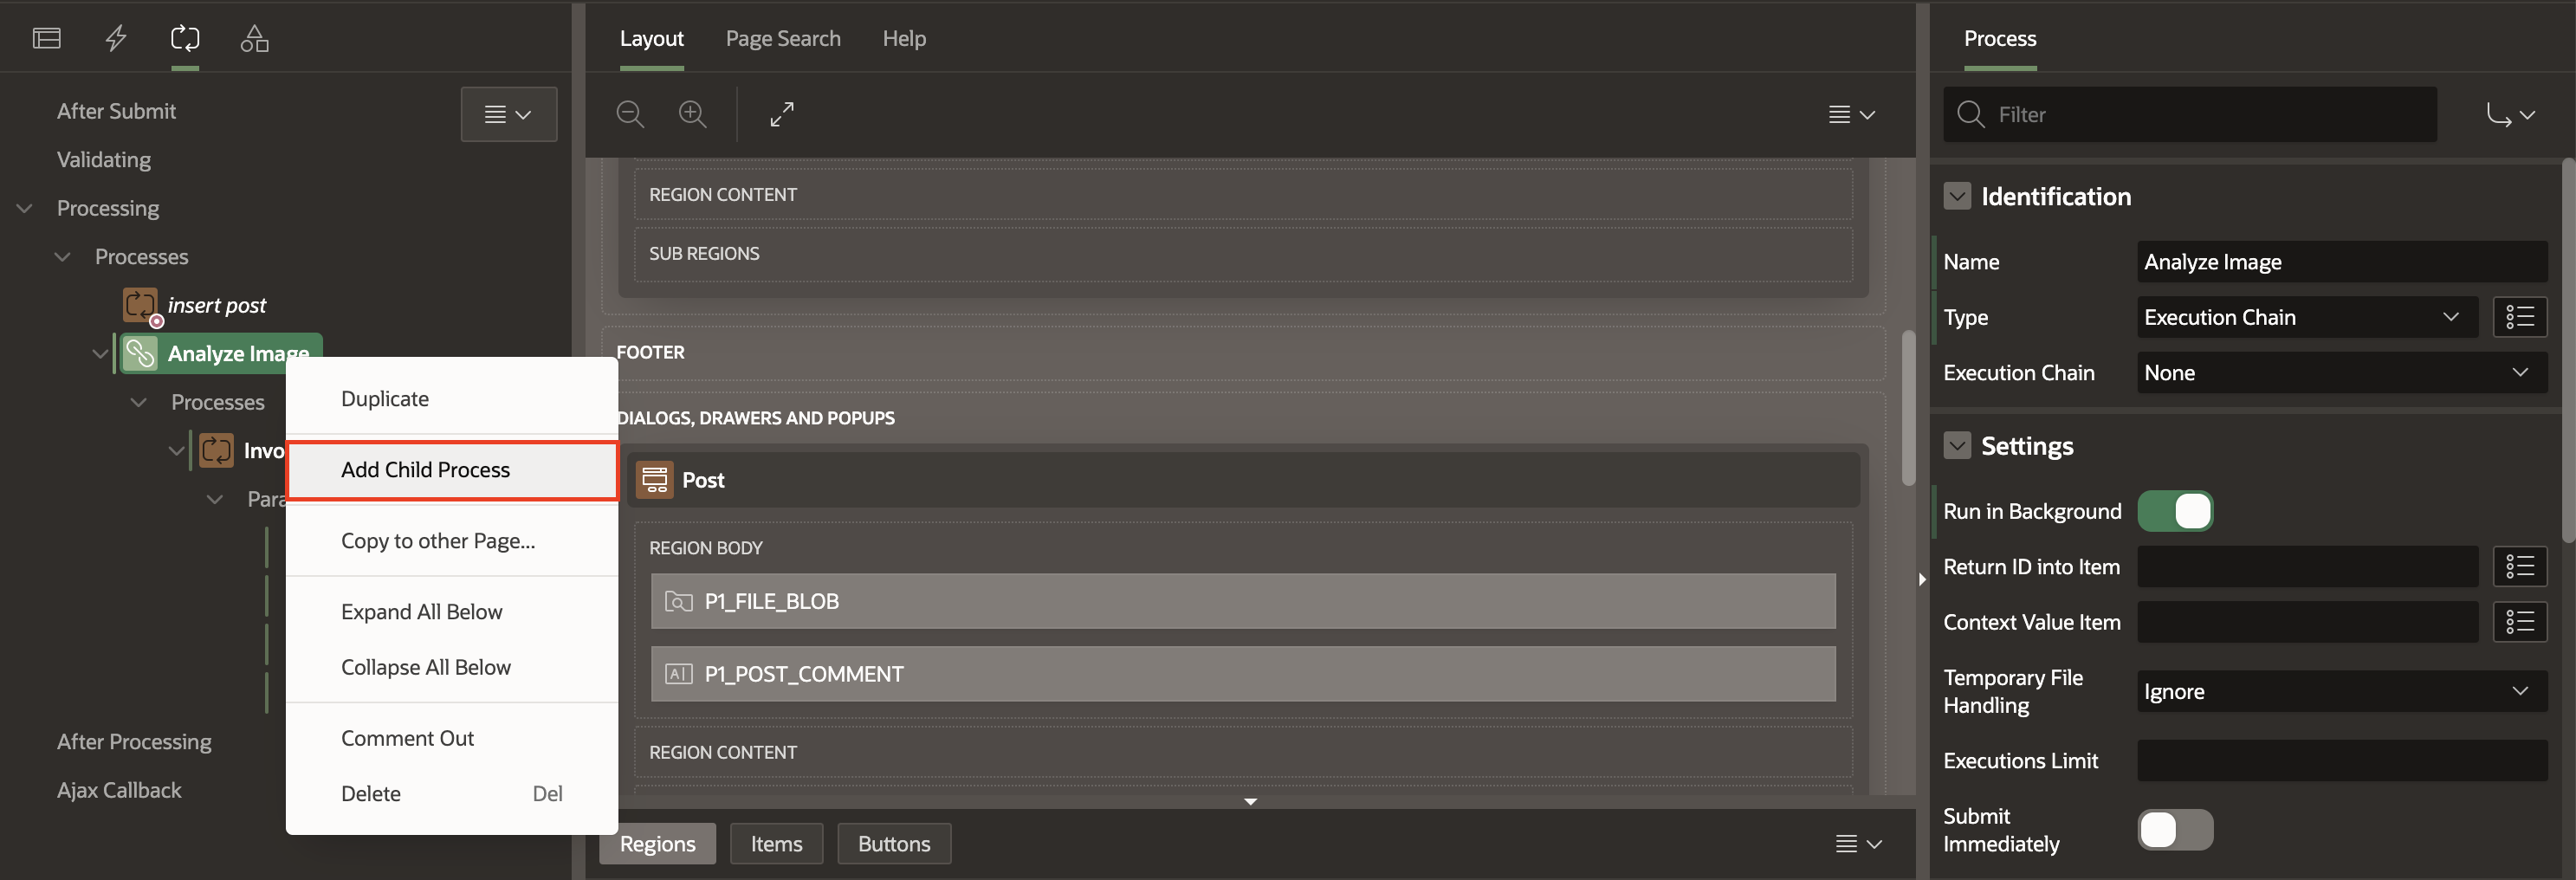 After Submit
Validating
Processing
Processes
insert post
Analyze Image
Processes
Invo
Para
After Processing
Ajax Callback
Duplicate
Add Child Process
Copy to other Page...
Expand All Below
Collapse All Below
Comment Out
Delete Del
Layout Page Search Help
REGION CONTENT
SUB REGIONS
FOOTER
DIALOGS, DRAWERS AND POPUPS
Post
REGION BODY
P1_FILE_BLOB
P1_POST_COMMENT
REGION CONTENT
Regions Items Buttons
Process
Filter
Identification
Name Analyze Image
Type Execution Chain
Execution Chain None
Settings
Run in Background
Return ID into Item
Context Value Item
Temporary File
Handling
Ignore
Executions Limit
Submit
Immediately